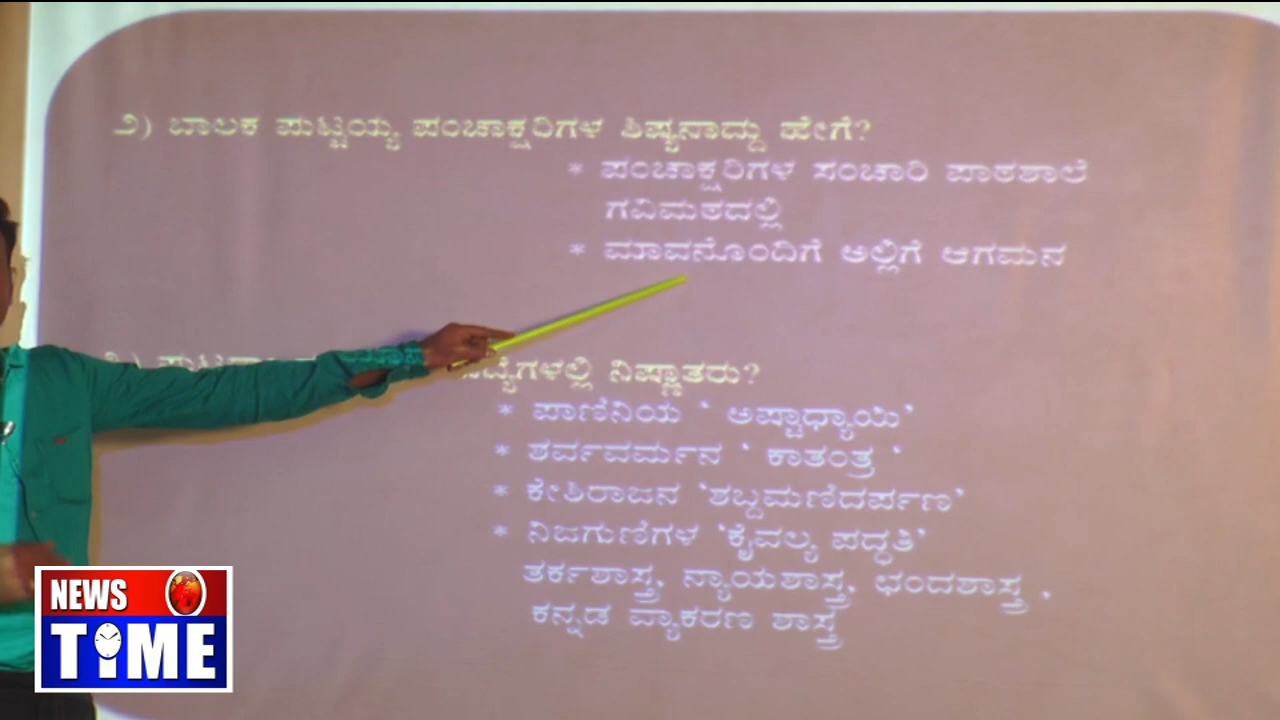 ೨) ಬಾಲಕ ಪುಟ್ಟಯ್ಯ ಪಂಚಾಕ್ಷರಿಗಳ ಶಿಷ್ಯನಾದ್ದು ಹೇಗೆ?
* ಪಂಚಾಕ್ಷರಿಗಳ ಸಂಚಾರಿ ಪಾಠಶಾಲೆ
ಗವಿಮಠದಲ್ಲಿ
* ಮಾವನೊಂದಿಗೆ ಅಲ್ಲಿಗೆ ಆಗಮನ
ನಿಷ್ಣಾತರು?
* ಪಾಣಿನಿಯ ` ಅಷ್ಟಾಧ್ಯಾಯಿ'
* ಶರ್ವವರ್ಮನ ` ಕಾತಂತ್ರ `
* ಕೇಶಿರಾಜನ `ಶಬ್ದಮಣಿದರ್ಪಣ'
* ನಿಜಗುಣಿಗಳ `ಕೈವಲ್ಯ ಪದ್ಧತಿ'
ತರ್ಕಶಾಸ್ತ್ರ, ನ್ಯಾಯಶಾಸ್ತ್ರ, ಛಂದಶಾಸ್ತ್ರ ,
ಕನ್ನಡ ವ್ಯಾಕರಣ ಶಾಸ್ತ್ರ
NEWS
TIME